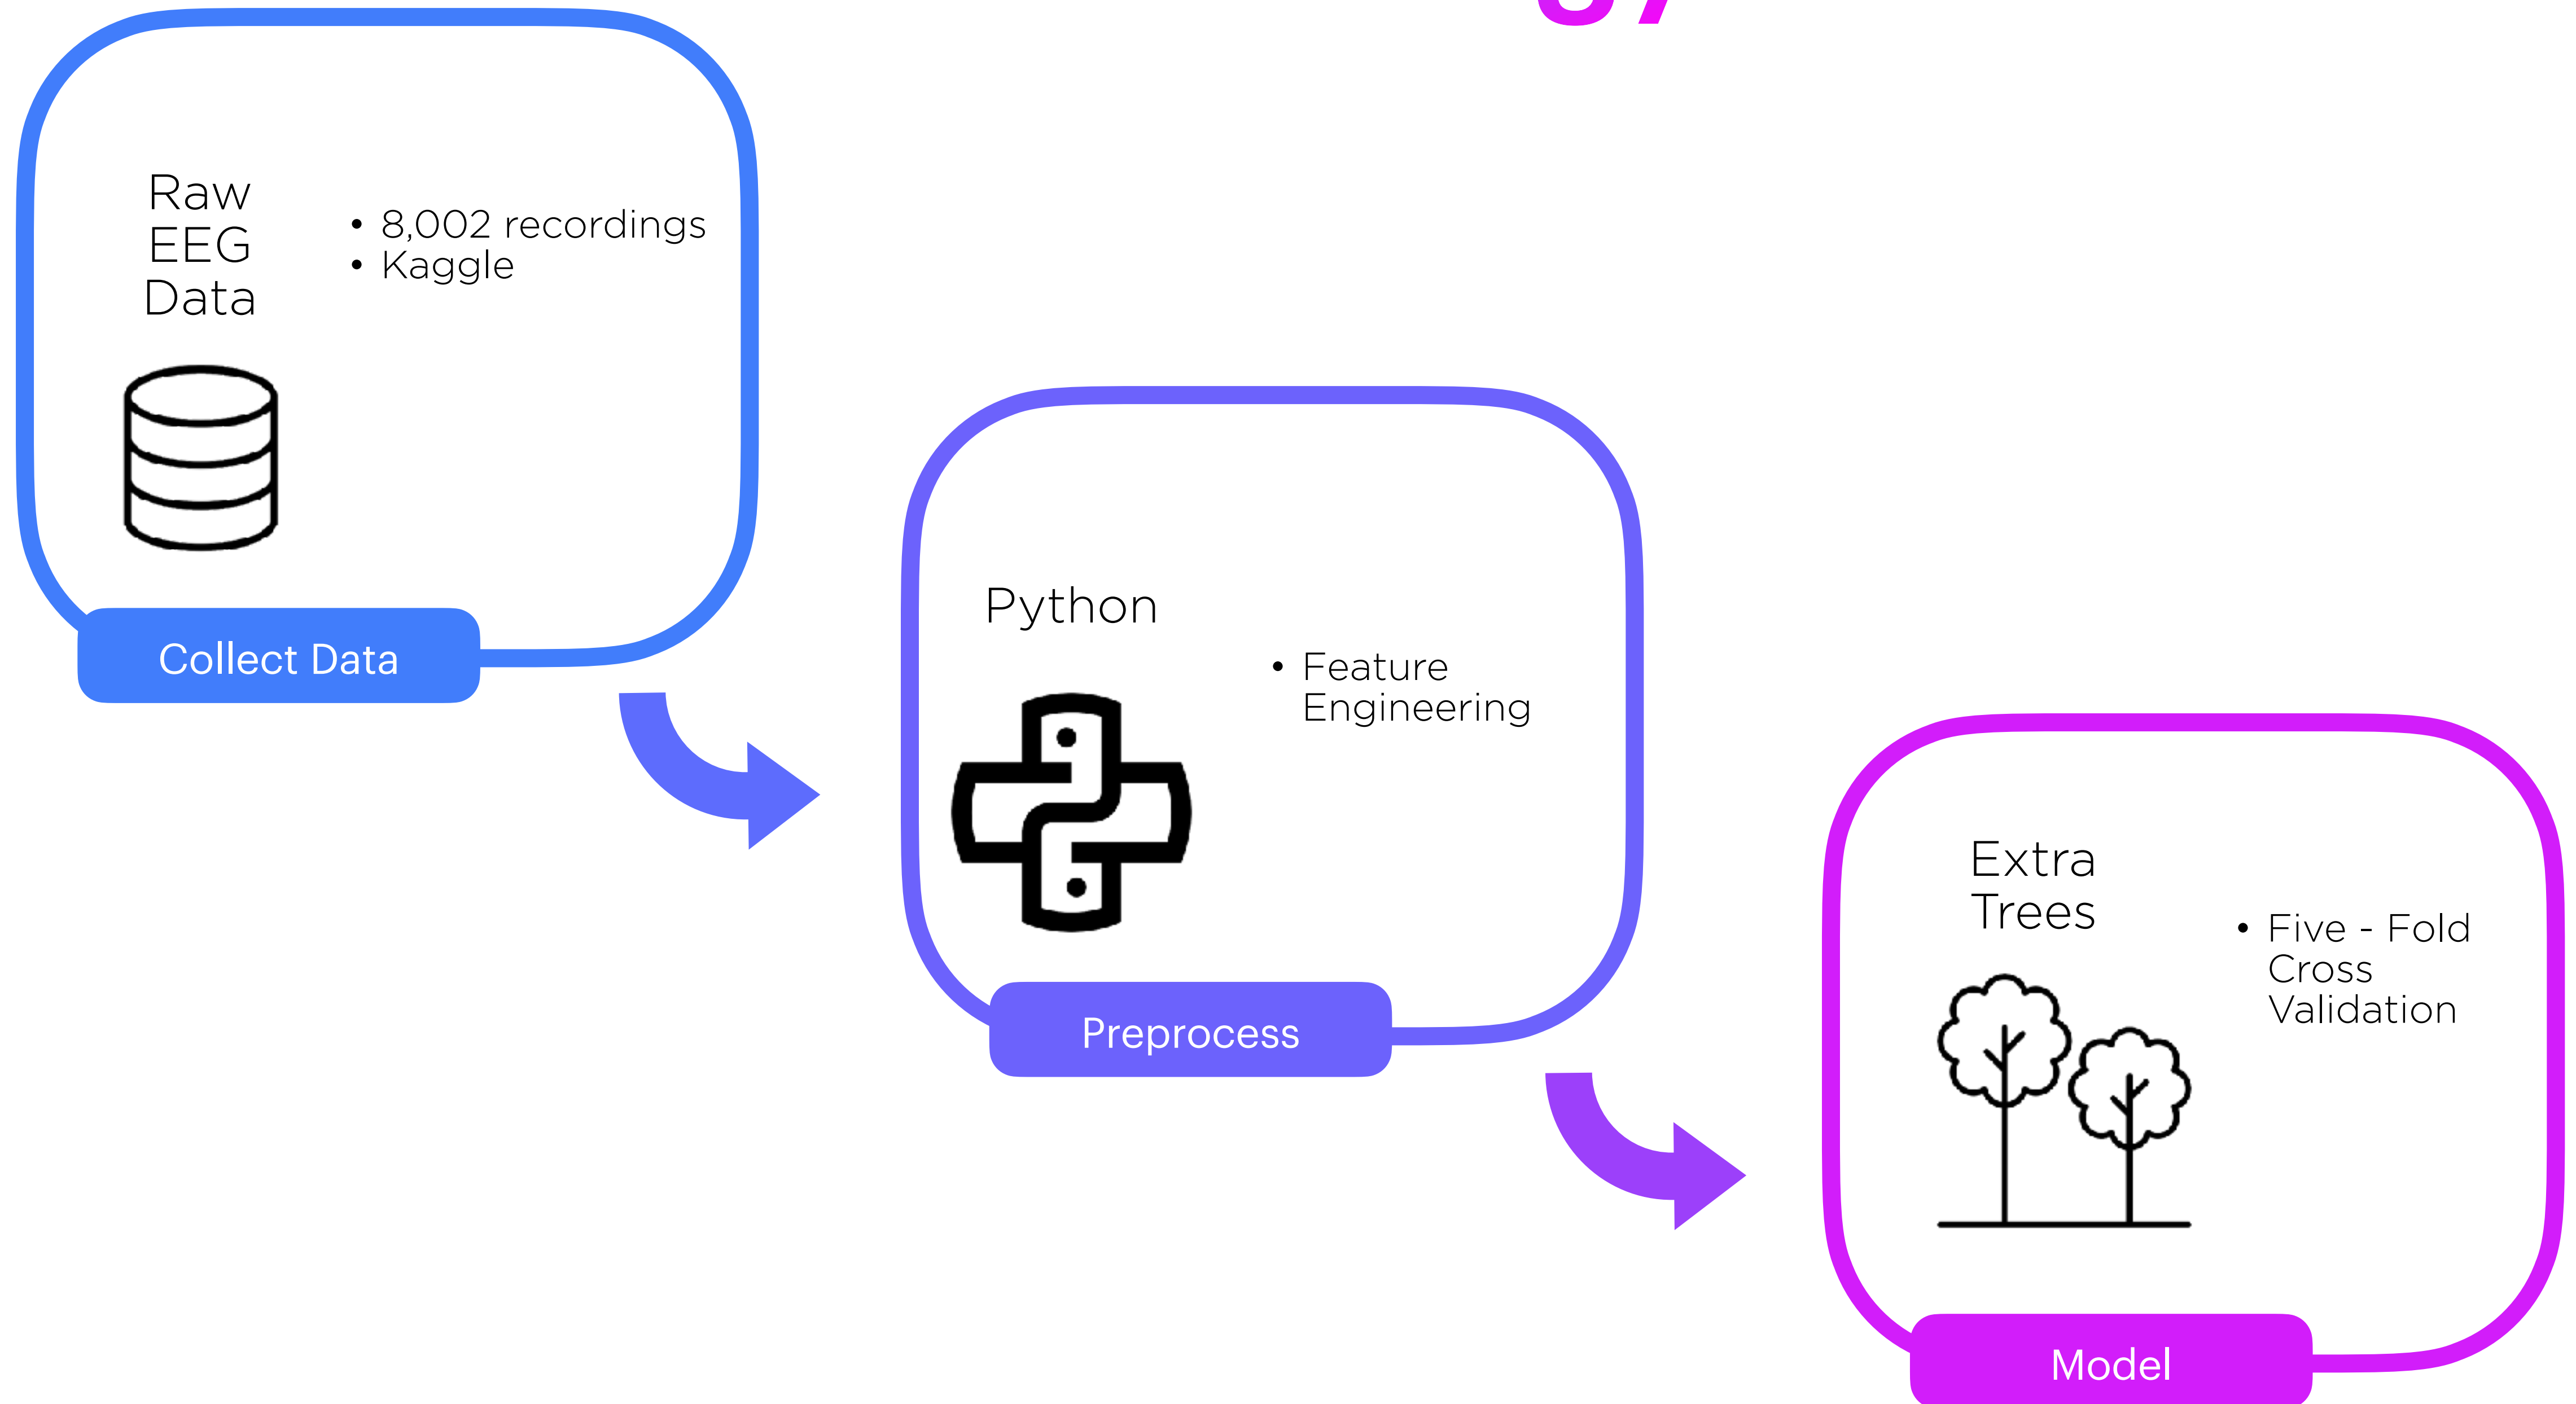 Raw
EEG
Data
• 8,002 recordings
• Kaggle
Collect Data
Python
• Feature
Engineering
Preprocess
Extra
Trees
• Five - Fold
Cross
Validation
Model